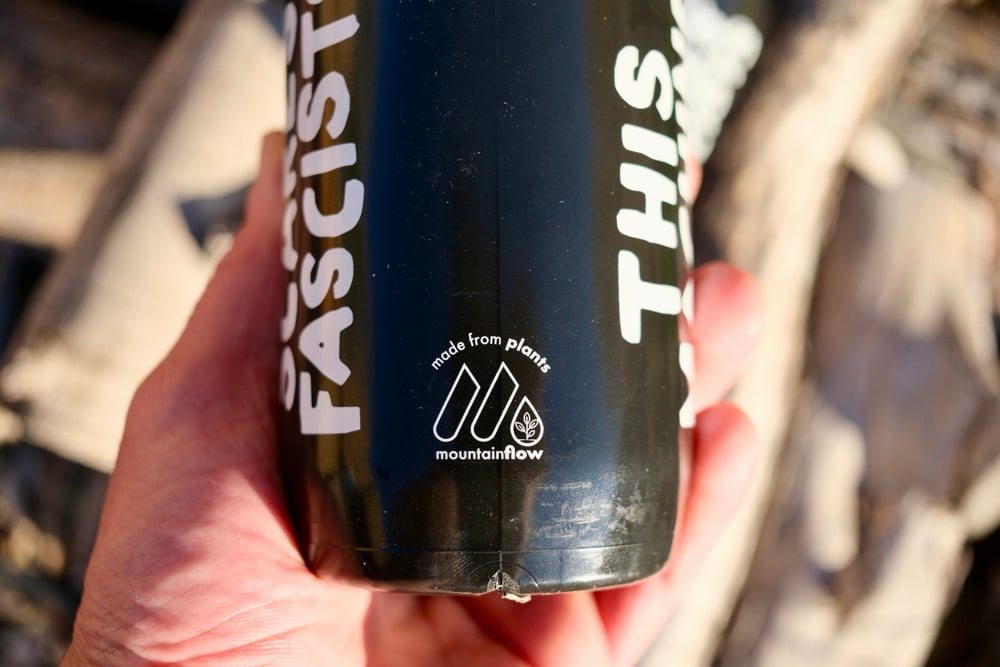 FASCIST
made from plants
mountainflow
THIS